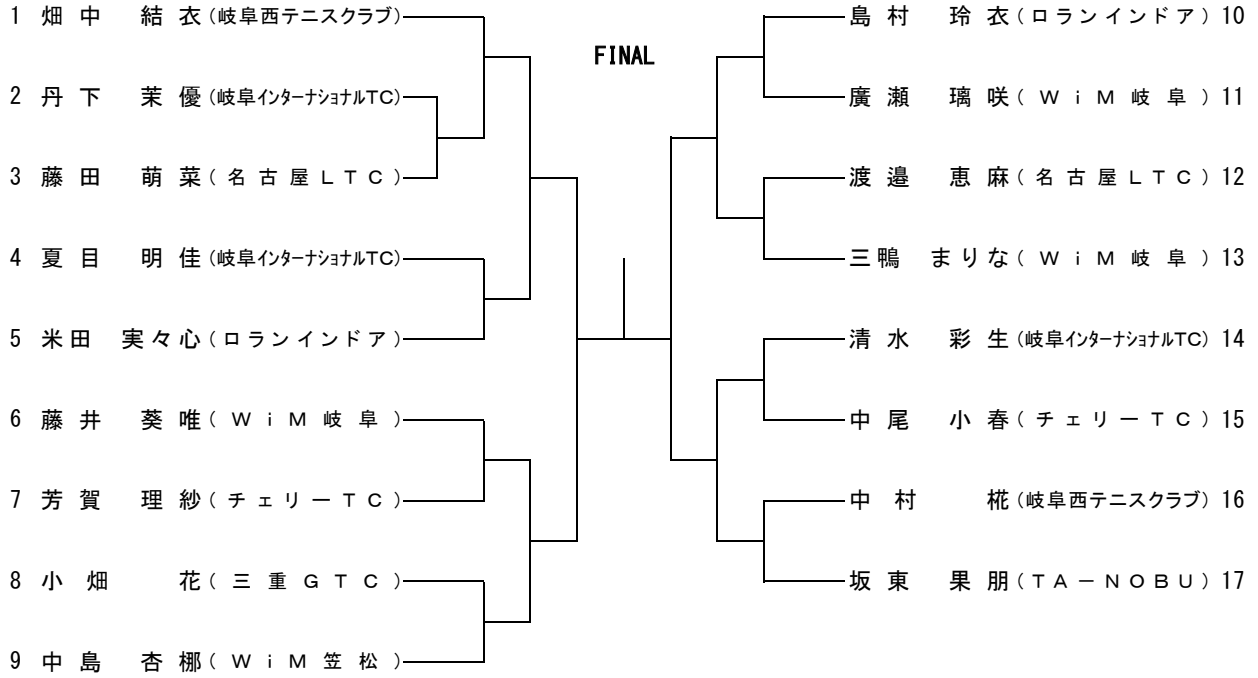 1 畑中 結衣(岐阜西テニスクラブ)
2 丹下 茉優(岐阜インターナショナルTC)
3 藤田 萌菜(名古屋LTC)
4 夏目 明佳(岐阜インターナショナルTC)
5 米田 実々心(ロランインドア)
6 藤井 葵唯(WiM岐阜)
7 芳賀 理紗(チェリーTC)
8 小畑 花(三重GTC)
9 中島 杏梛(WiM笠松)
FINAL
島村 玲衣(ロランインドア) 10
廣瀬 璃咲(WiM岐阜) 11
渡邉 恵麻(名古屋LTC) 12
三鴨 まりな(WiM岐阜) 13
清水 彩生(岐阜インターナショナルTC) 14
中尾 小春(チェリーTC) 15
中村 椛(岐阜西テニスクラブ) 16
坂東 果朋(TA-NOBU) 17